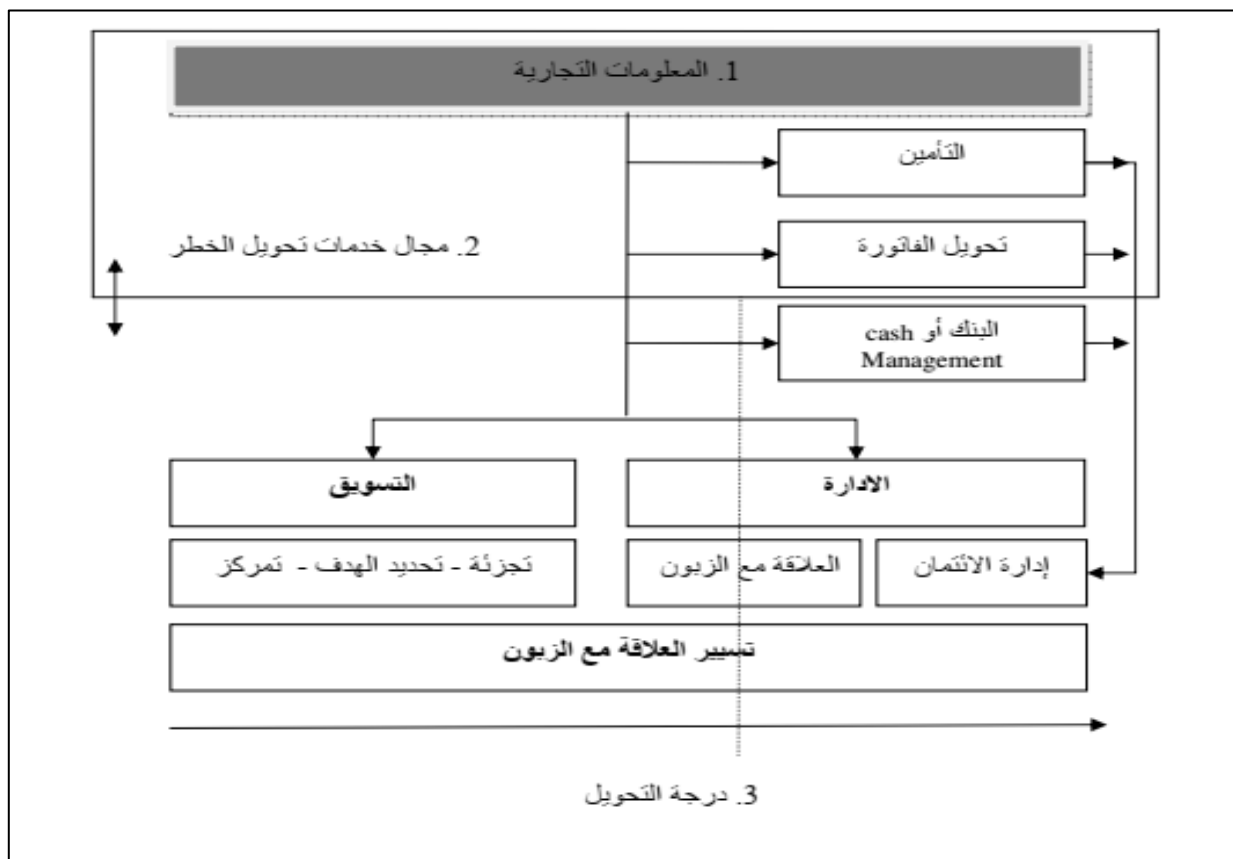 1. المعلومات التجارية
التأمين
2. مجال خدمات تحويل الخطر
تحويل الفاتورة
البنك أو cash
Management
التسويق
الادارة
تجزئة - تحديد الهدف - تمركز
العلاقة مع الزبون
إدارة الائتمان
تسيير العلاقة مع الزبون
3. درجة التحويل